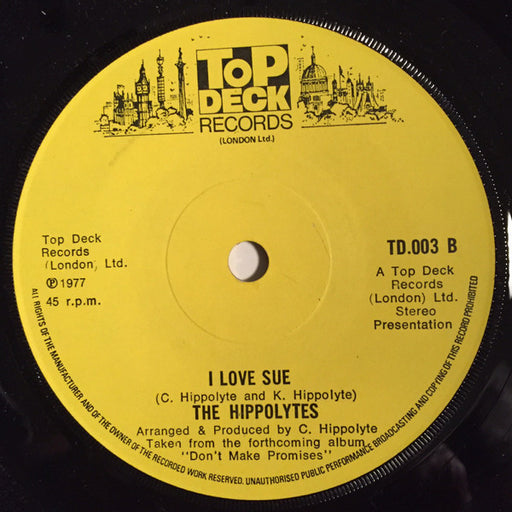 TOP
DECK
RECORDS
(LONDON Ltd.)
Top Deck
Records
(London) Ltd.
Ⓟ 1977
45 r.p.m.
TD.003 B
A Top Deck
Records
(London) Ltd.
Stereo
Presentation
I LOVE SUE
(C. Hippolyte and K. Hippolyte)
THE HIPPOLYTES
Arranged & Produced by C. Hippolyte
Taken from the forthcoming album
"Don't Make Promises"
ALL RIGHTS OF THE MANUFACTURER AND OF THE OWNER OF THE RECORDED WORK RESERVED. UNAUTHORISED PUBLIC PERFORMANCE BROADCASTING AND COPYING OF THIS RECORD PROHIBITED